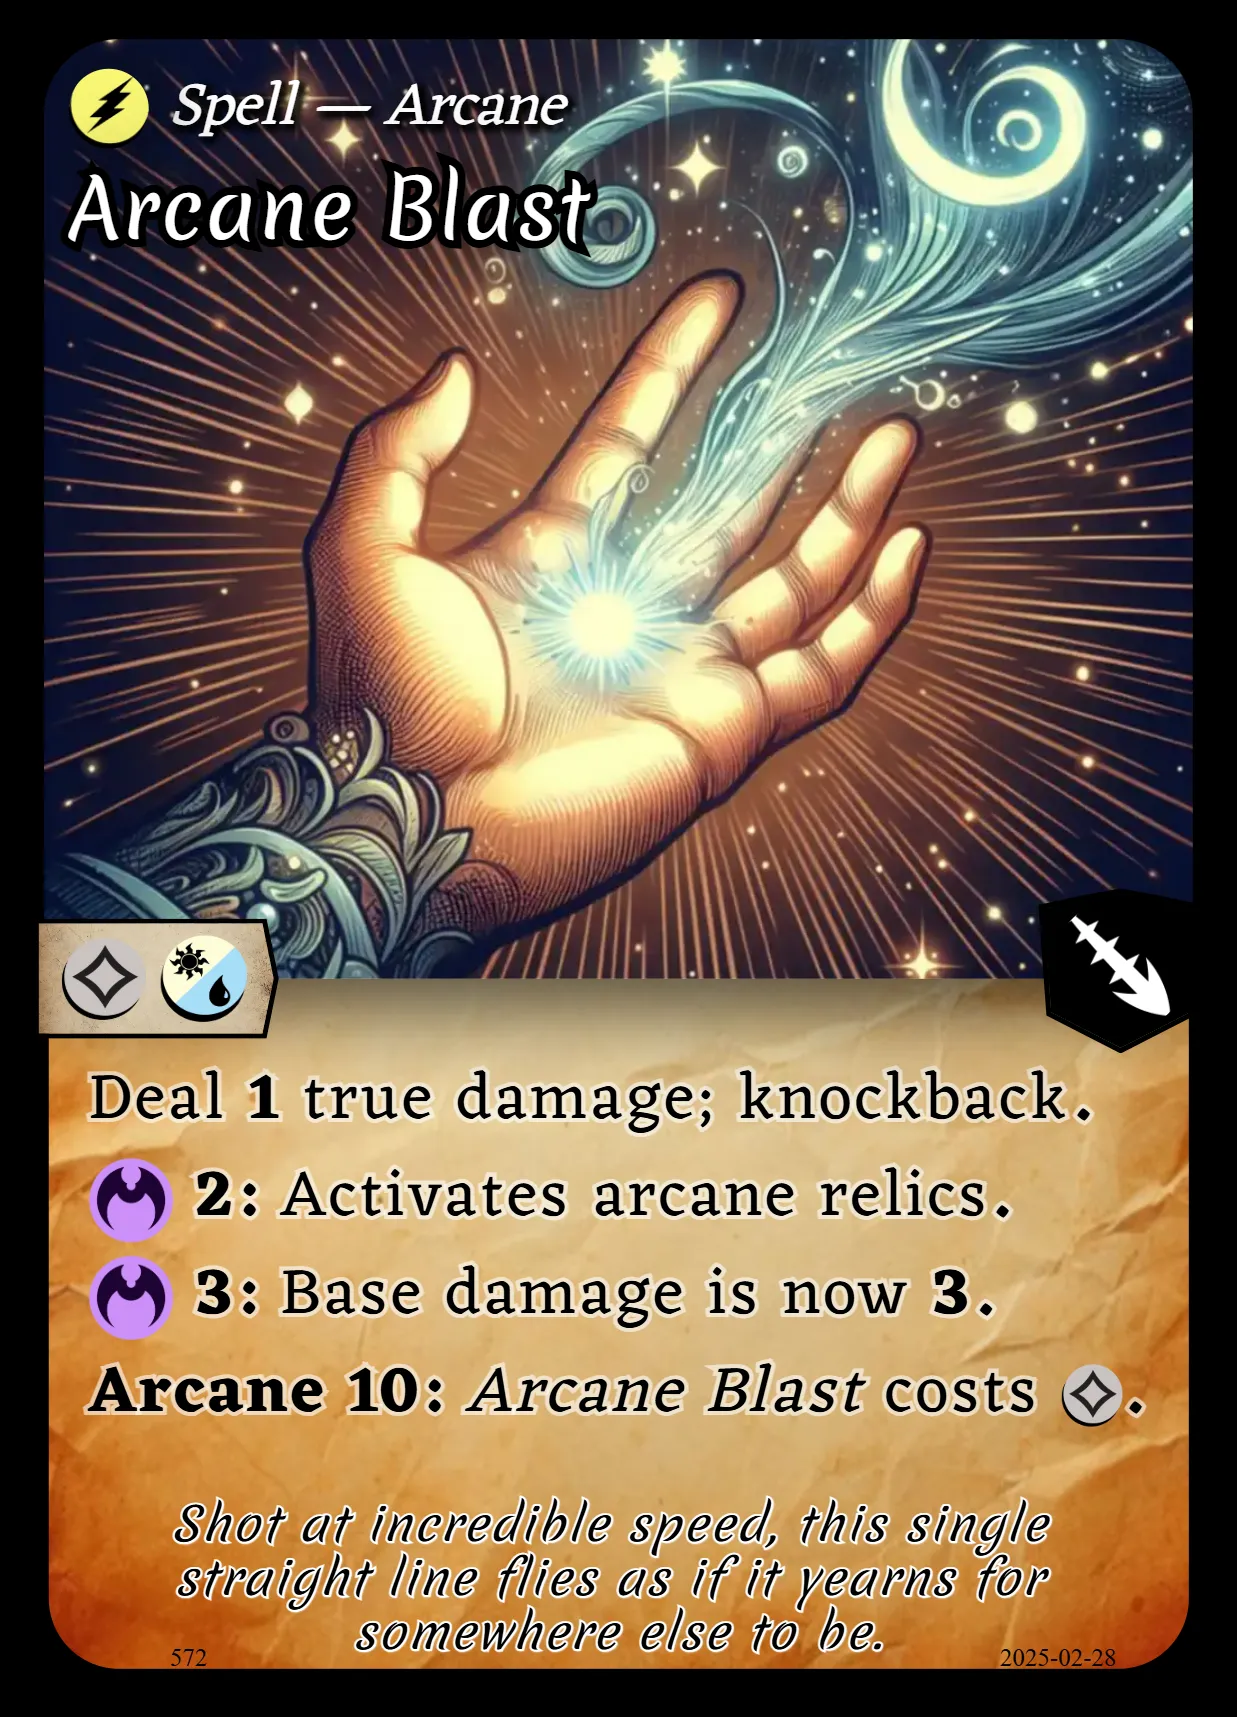 Spell — Arcane
Arcane Blast
Deal 1 true damage; knockback.
2: Activates arcane relics.
3: Base damage is now 3.
Arcane 10: Arcane Blast costs .
Shot at incredible speed, this single
straight line flies as if it yearns for
somewhere else to be.
572
2025-02-28